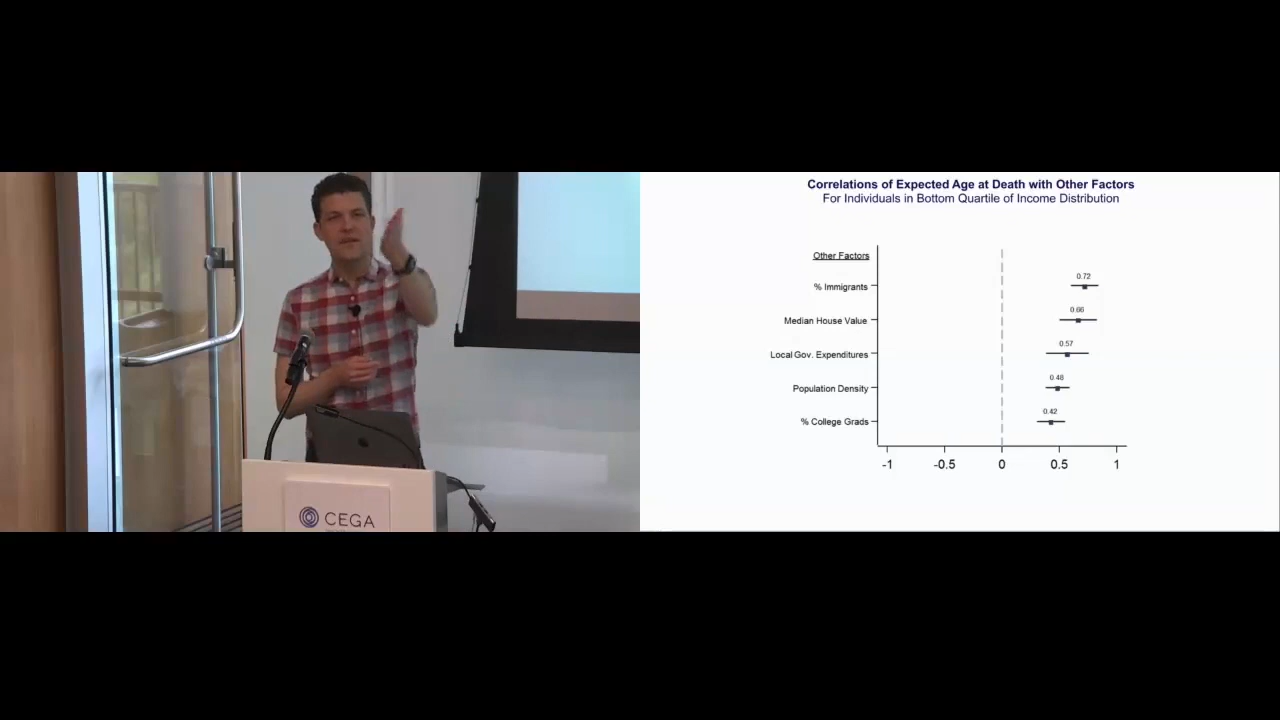 CEGA
Correlations of Expected Age at Death with Other Factors
For Individuals in Bottom Quartile of Income Distribution
Other Factors
% Immigrants
0.72
Median House Value
0.66
Local Gov. Expenditures
0.57
Population Density
0.48
% College Grads
0.42
-1 -0.5 0 0.5 1